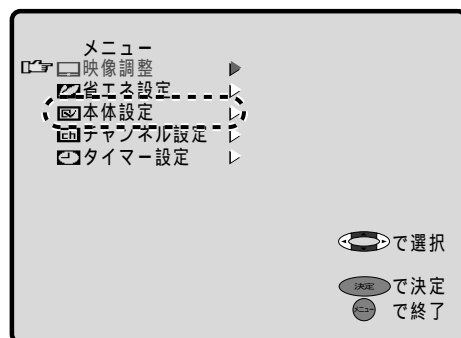 メニュー
映像調整
省エネ設定
本体設定
ch チャンネル設定
タイマー設定
で選択
決定 で決定
メニュー で終了